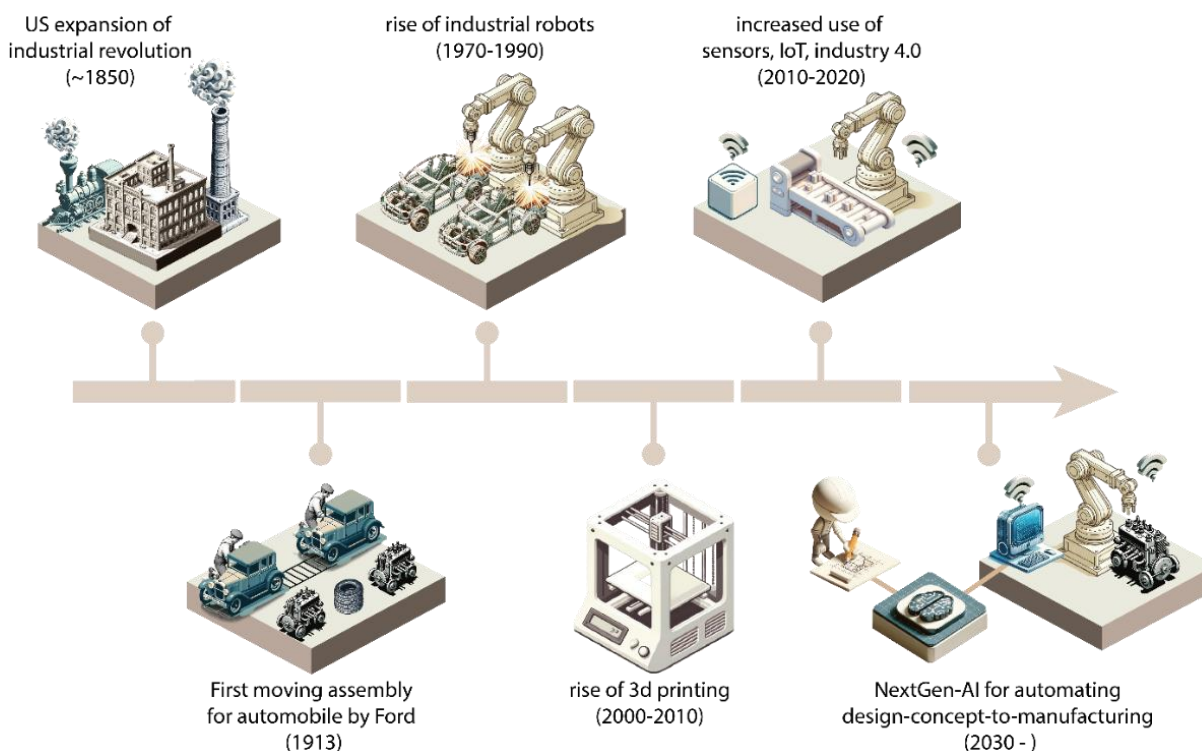 US expansion of
industrial revolution
(~1850)
rise of industrial robots
(1970-1990)
increased use of
sensors, IoT, industry 4.0
(2010-2020)
First moving assembly
for automobile by Ford
(1913)
rise of 3d printing
(2000-2010)
NextGen-AI for automating
design-concept-to-manufacturing
(2030 - )